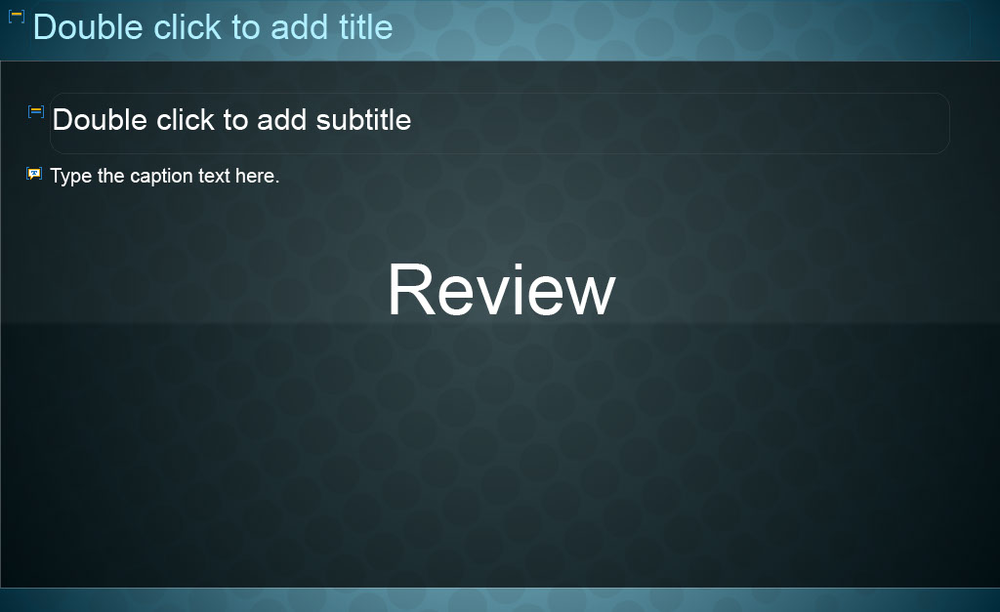 Double click to add title
Double click to add subtitle
Type the caption text here.
Review